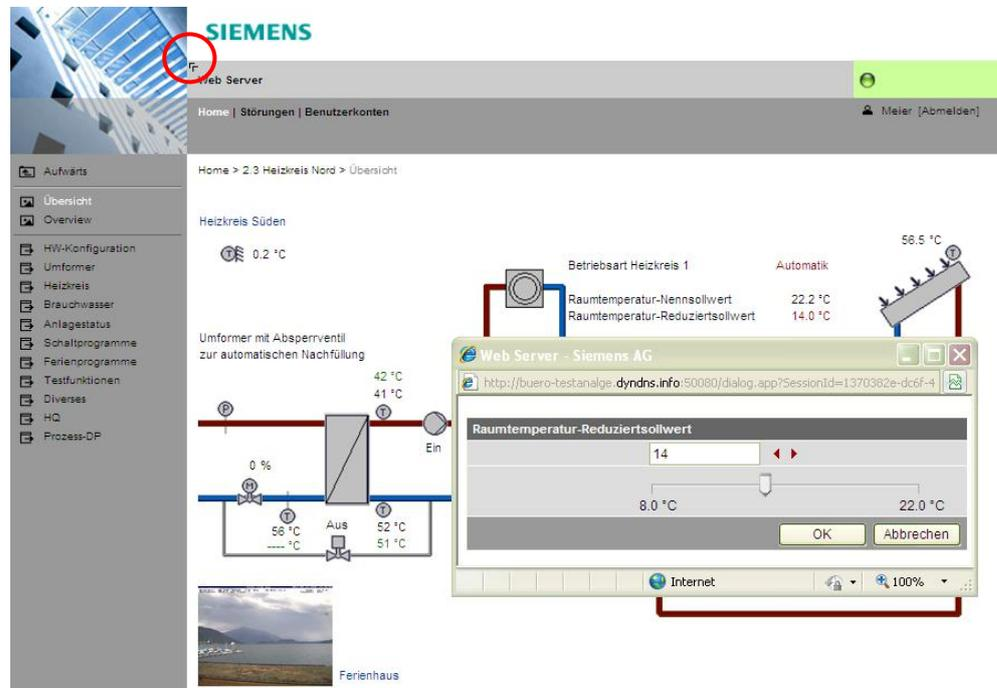 SIEMENS
Web Server
Home | Störungen | Benutzerkonten
Meier [Abmelden]
Aufwärts
Home > 2.3 Heizkreis Nord > Übersicht
Übersicht
Overview
HW-Konfiguration
Umformer
Heizkreis
Brauchwasser
Anlagestatus
Schaltprogramme
Ferienprogramme
Testfunktionen
Diverses
HQ
Prozess-DP
Heizkreis Süden
T 0.2 °C
56.5 °C
T
Betriebsart Heizkreis 1 Automatik
Raumtemperatur-Nennsollwert 22.2 °C
Raumtemperatur-Reduziertsollwert 14.0 °C
Umformer mit Absperrventil
zur automatischen Nachfüllung
42 °C
41 °C
P
T
Ein
0 %
M
T
T
56 °C
Aus
52 °C
---- °C
51 °C
Ferienhaus
Web Server - Siemens AG
http://buero-testanalge.dyndns.info:50080/dialog.app?SessionId=1370382e-dc6f-4
Raumtemperatur-Reduziertsollwert
14
8.0 °C 22.0 °C
OK Abbrechen
Internet 100%